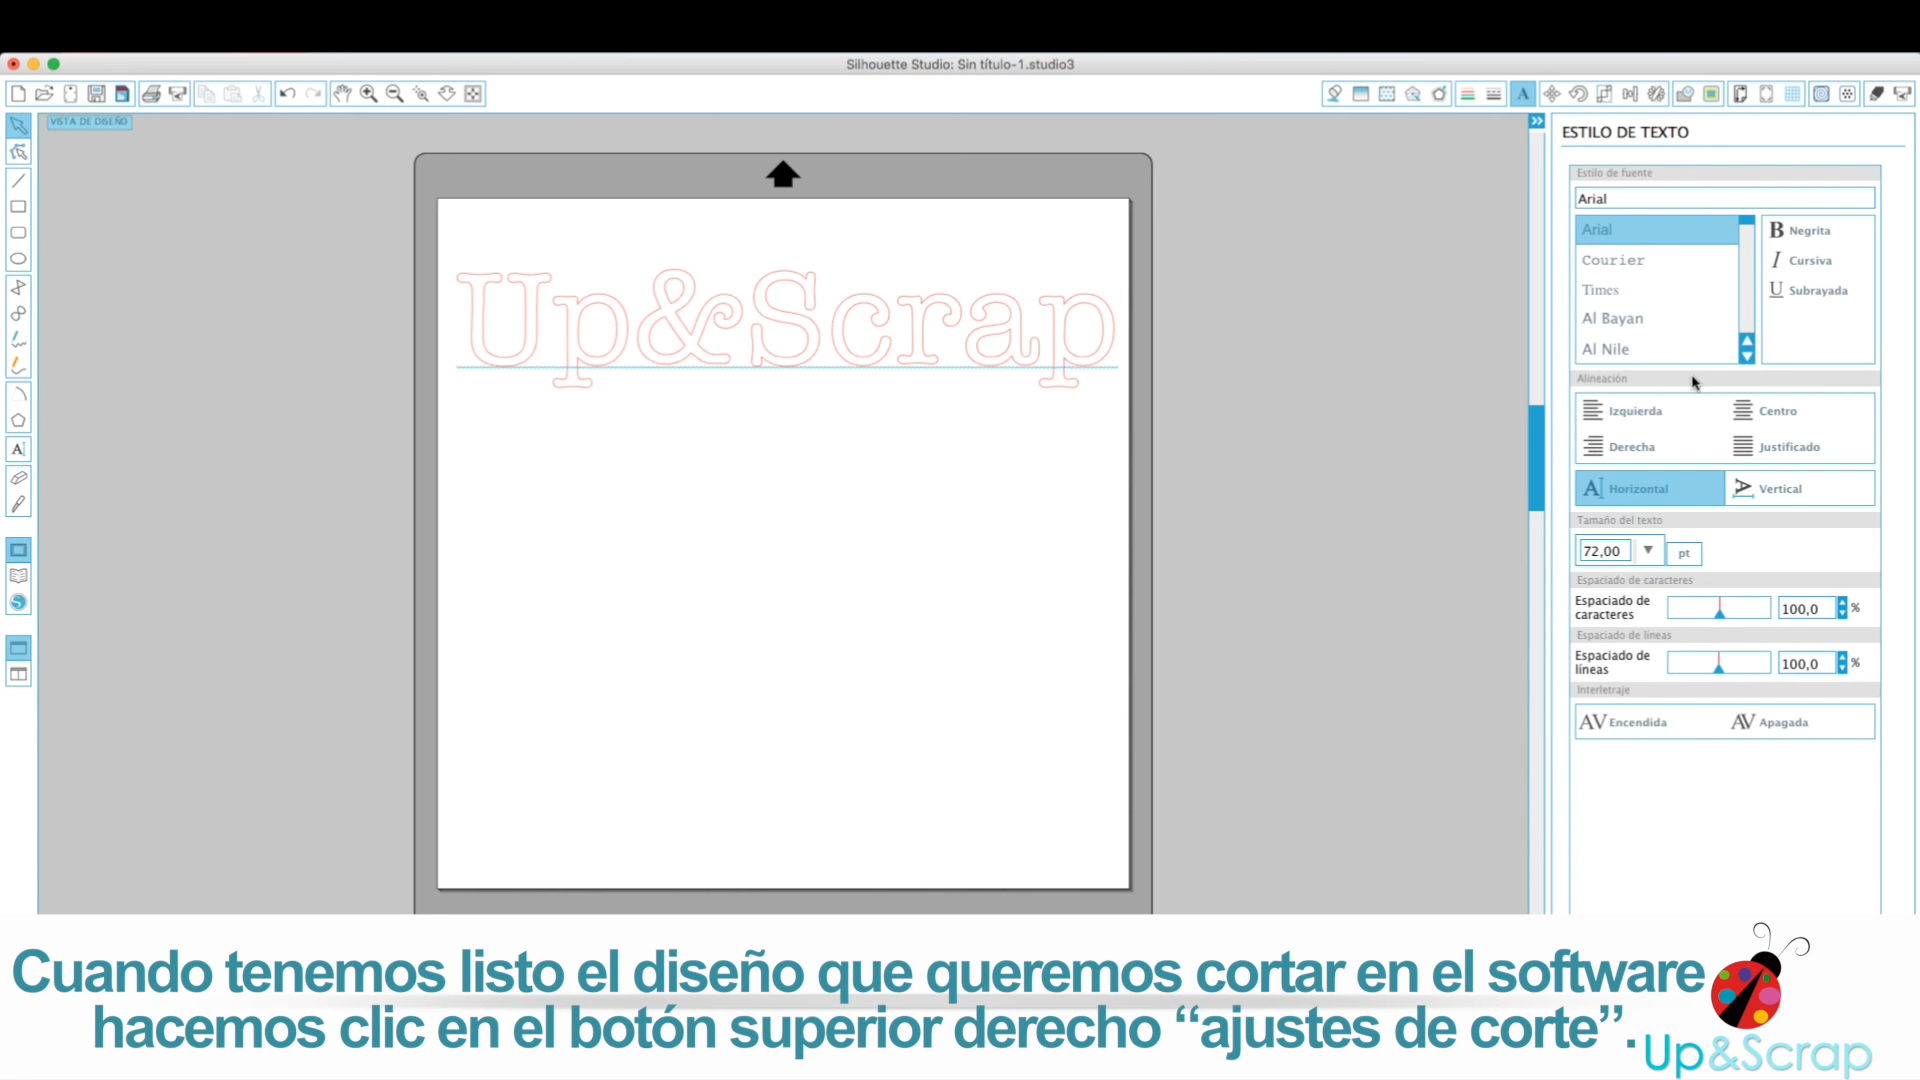 Silhouette Studio: Sin título-1.studio3
VISTA DE DISEÑO
Up&Scrap
ESTILO DE TEXTO
Estilo de fuente
Arial
Arial
Courier
Times
Al Bayan
Al Nile
B Negrita
I Cursiva
U Subrayada
Alineación
Izquierda
Centro
Derecha
Justificado
A Horizontal
A Vertical
Tamaño del texto
72,00
pt
Espaciado de caracteres
Espaciado de
caracteres
100,0 %
Espaciado de líneas
Espaciado de
líneas
100,0 %
Interletraje
AV Encendida
AV Apagada
Cuando tenemos listo el diseño que queremos cortar en el software
hacemos clic en el botón superior derecho “ajustes de corte”.
Up&Scrap